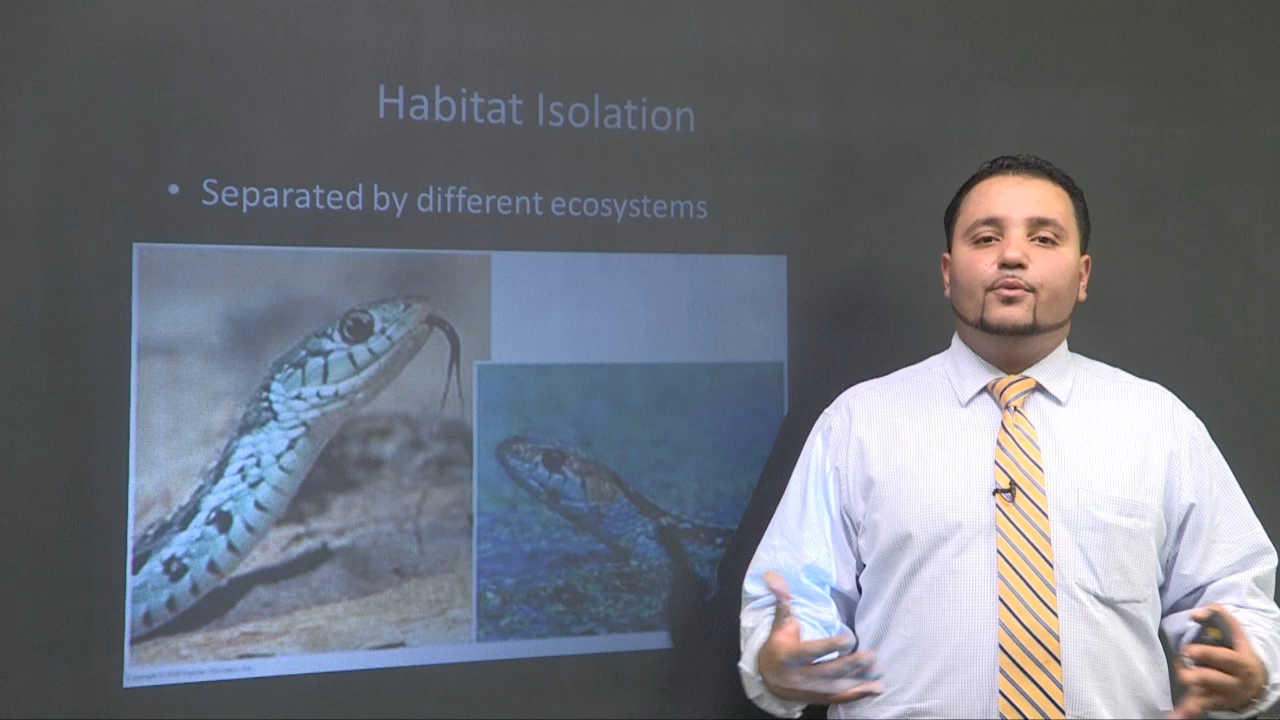 Habitat Isolation
• Separated by different ecosystems